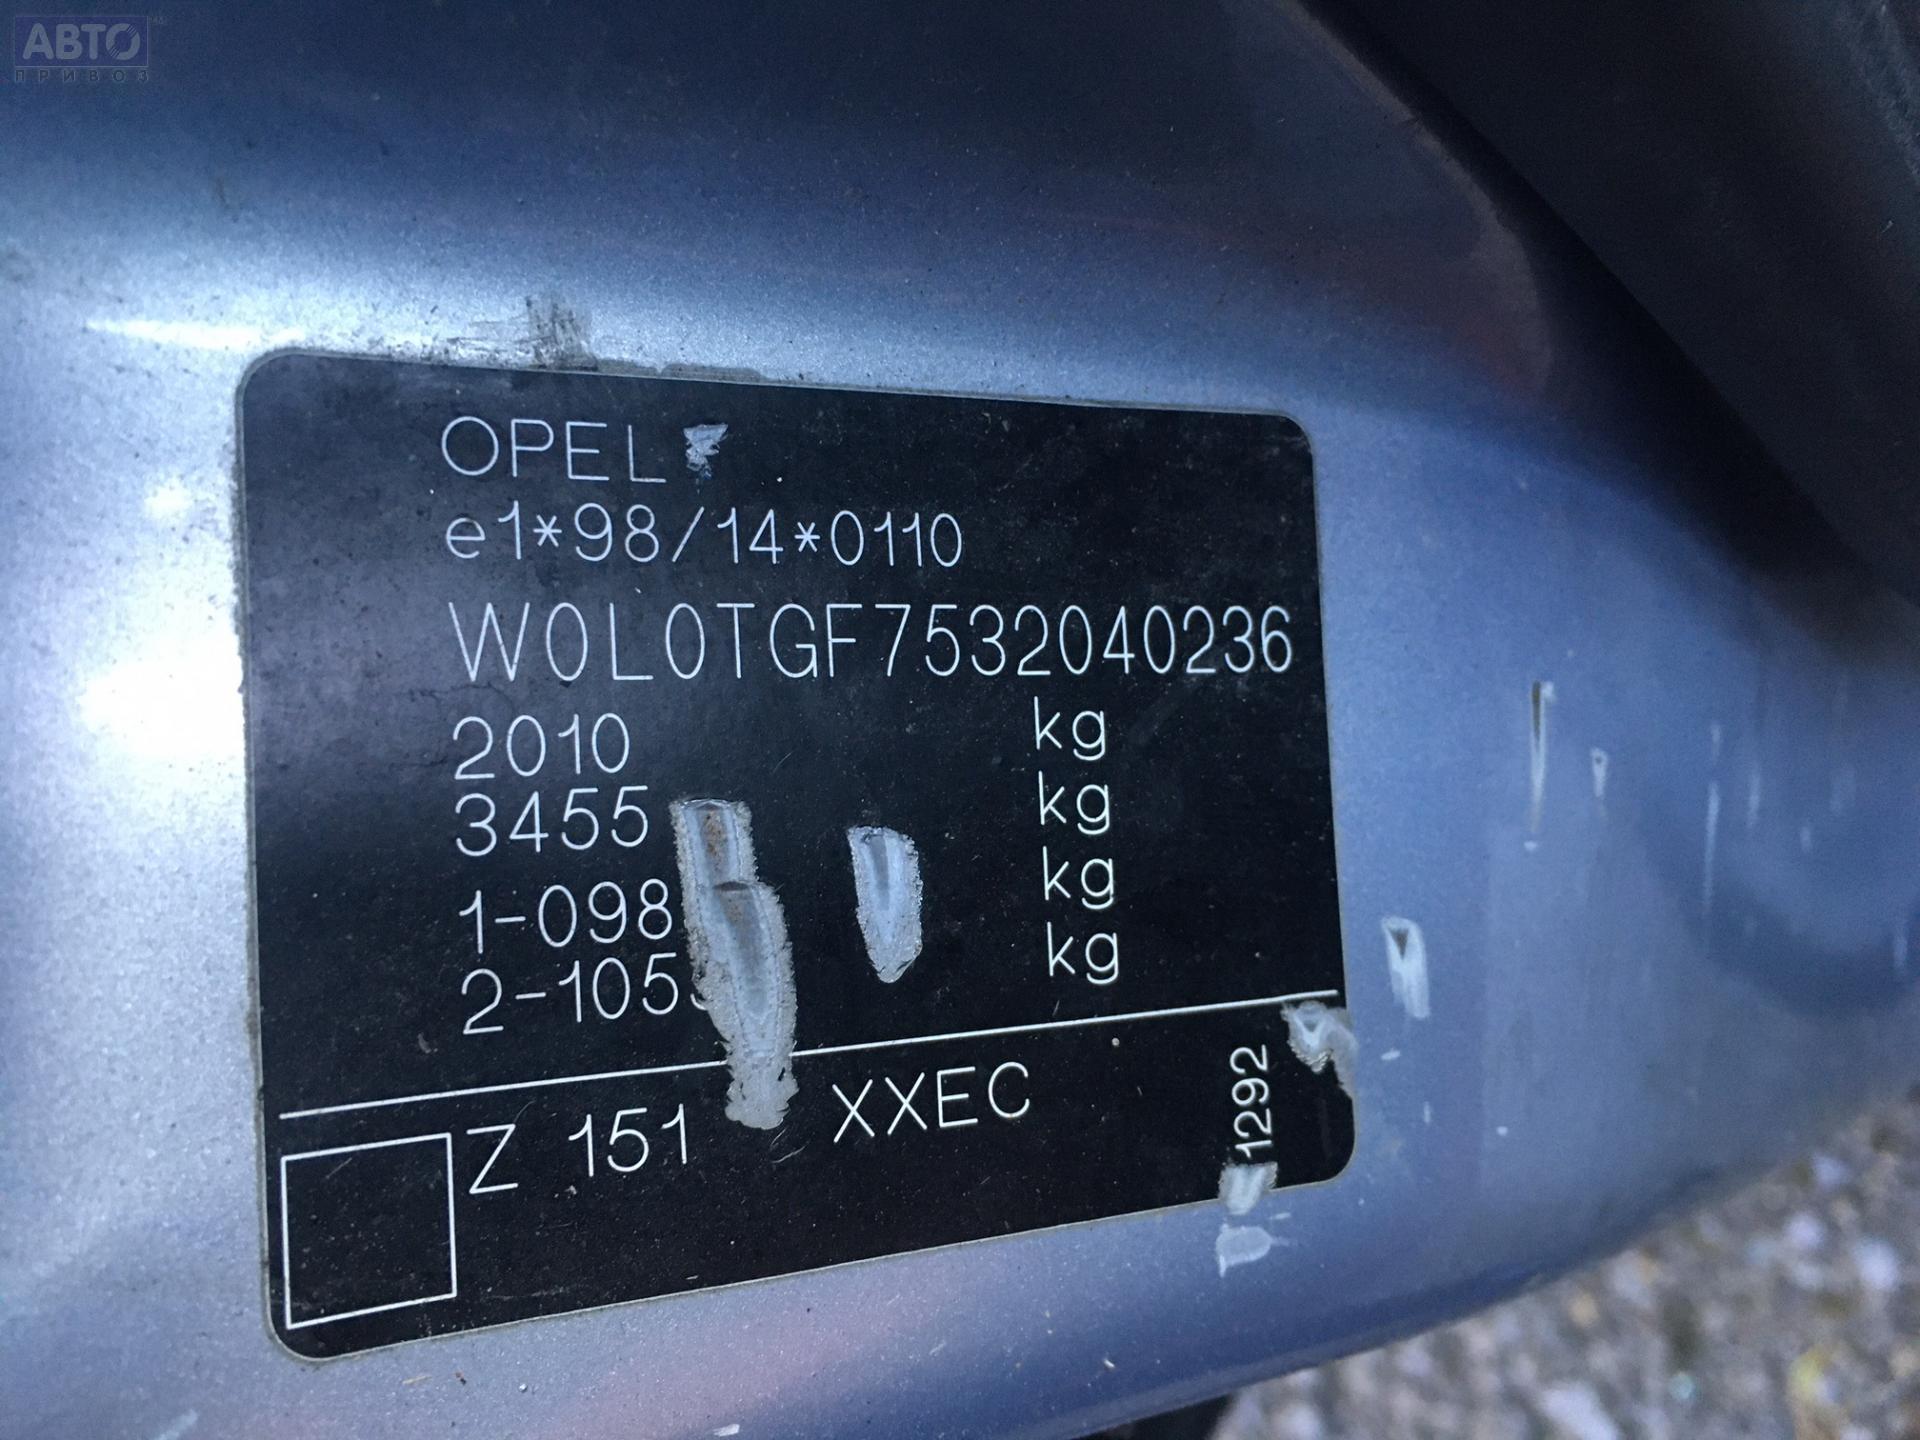 АВТО
ПРИВОЗ
OPEL
e1*98/14*0110
W0L0TGF7532040236
2010 kg
3455 kg
1-098 kg
2-105 kg
Z 151 XXEC
1292